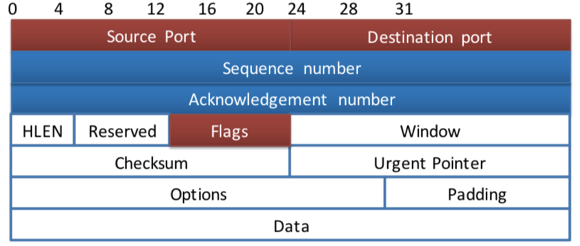 0 4 8 12 16 20 24 28 31
Source Port Destination port
Sequence number
Acknowledgement number
HLEN Reserved Flags Window
Checksum Urgent Pointer
Options Padding
Data